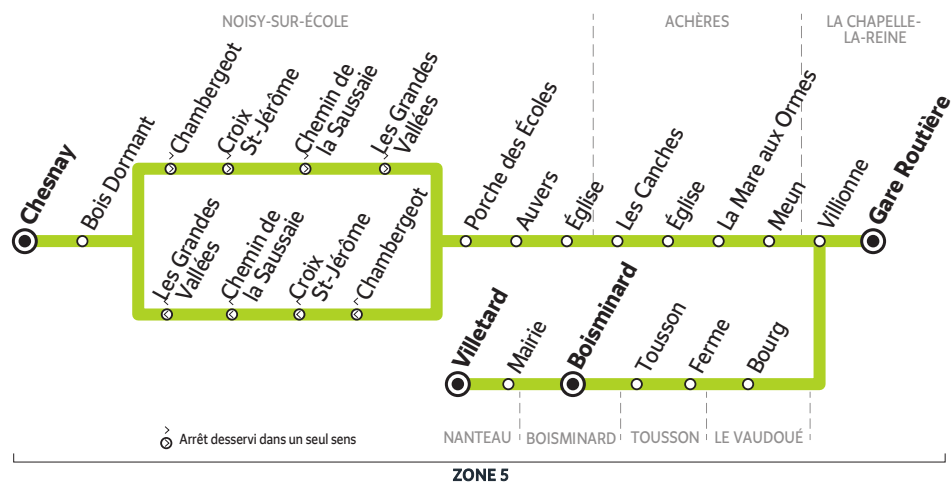 NOISY-SUR-ÉCOLE
ACHÈRES
LA CHAPELLE-
LA-REINE
Chesnay
Bois Dormant
Chambergeot
Croix
St-Jérôme
Chemin de
la Saussaie
Les Grandes
Vallées
Les Grandes
Vallées
Chemin de
la Saussaie
Croix
St-Jérôme
Chambergeot
Porche des Écoles
Auvers
Église
Les Canches
Église
La Mare aux Ormes
Meun
Villionne
Gare Routière
Villetard
Mairie
Boisminard
Tousson
Ferme
Bourg
Arrêt desservi dans un seul sens
NANTEAU
BOISMINARD
TOUSSON
LE VAUDOUÉ
ZONE 5